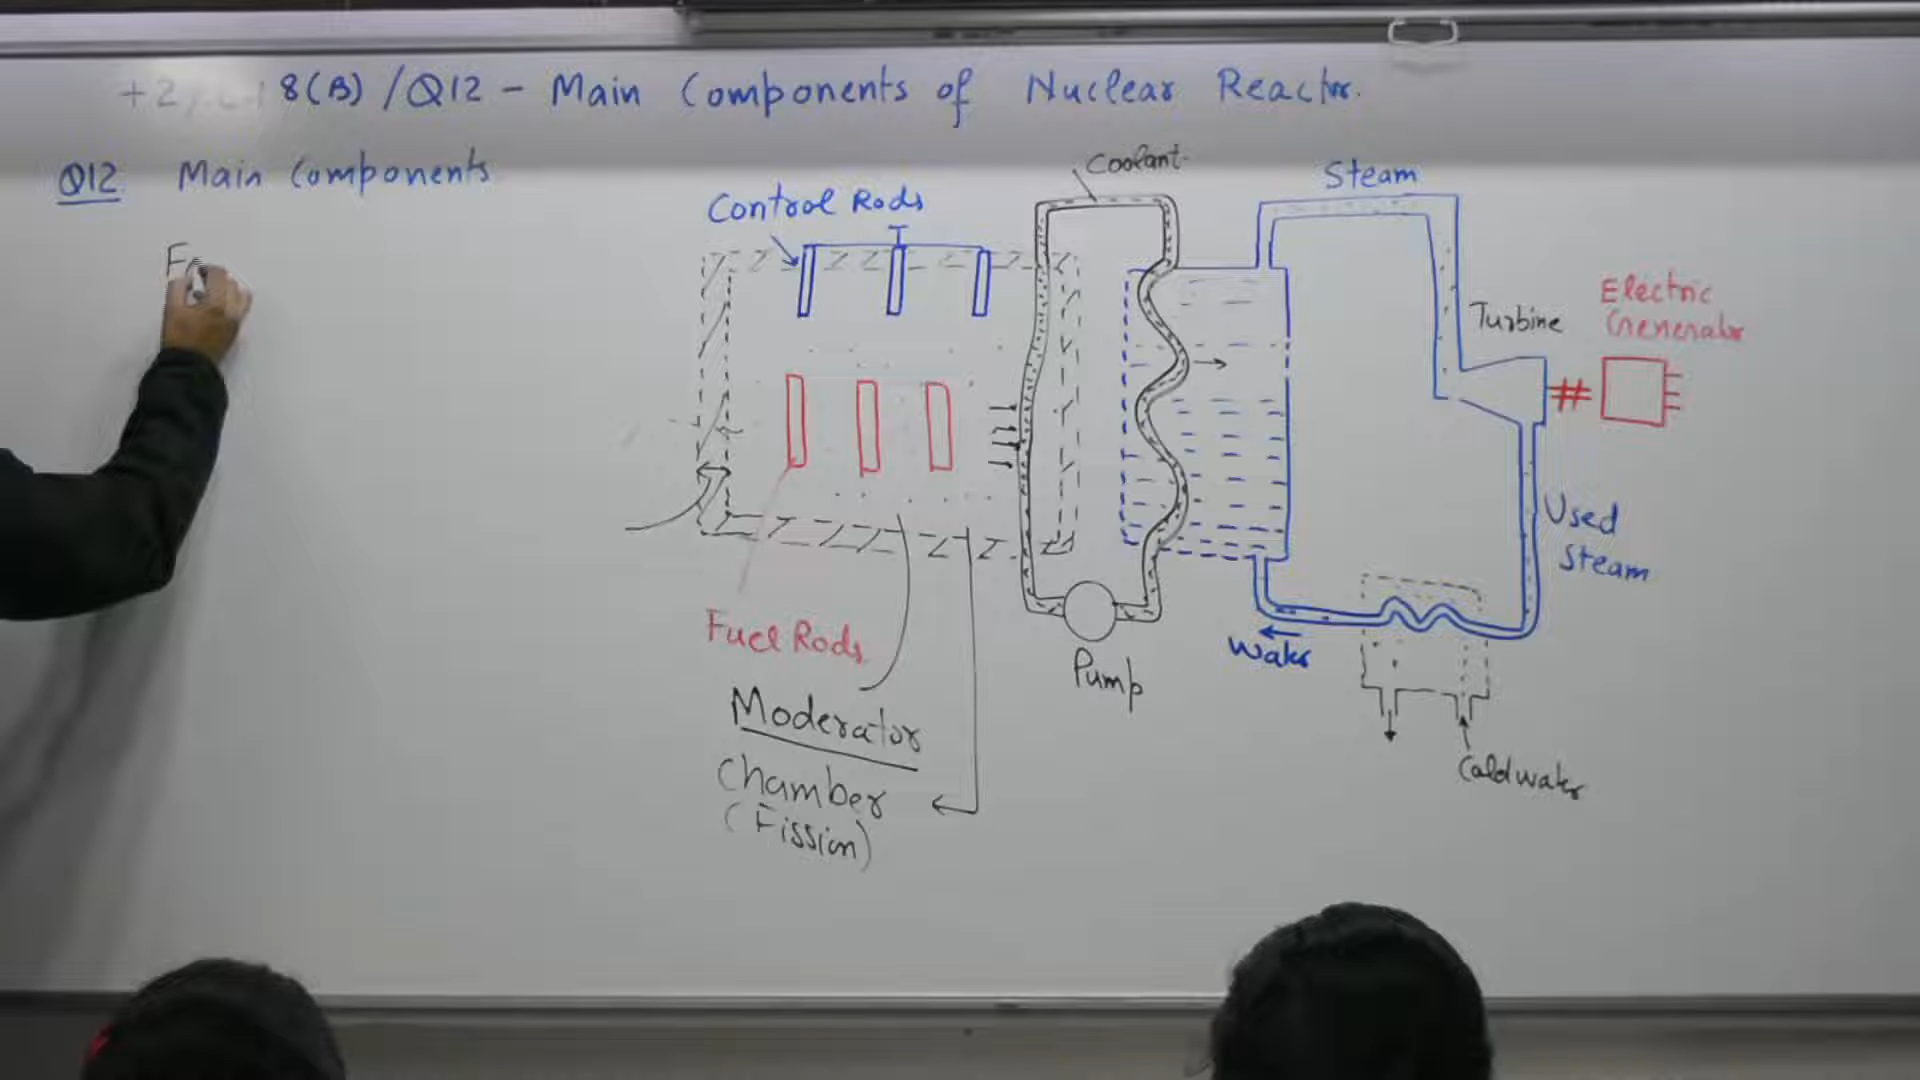 8(B) / Q12 - Main Components of Nuclear Reactor.
Q12. Main Components
Coolant
Steam
Control Rods
Electric
Generator
Turbine
Used
Steam
Fuel Rods
Water
Pump
Moderator
Cold water
Chamber
(Fission)